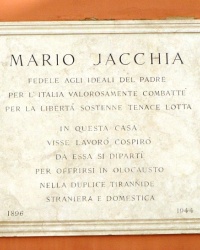 MARIO JACCHIA
FEDELE AGLI IDEALI DEL PADRE
PER L'ITALIA VALOROSAMENTE COMBATTÉ
PER LA LIBERTÀ SOSTENNE TENACE LOTTA
IN QUESTA CASA
VISSE, LAVORÒ, COSPIRÒ
DA ESSA SI DIPARTÌ
PER OFFRIRSI IN OLOCAUSTO
NELLA DUPLICE TIRANNIDE
STRANIERA E DOMESTICA
1896 1944